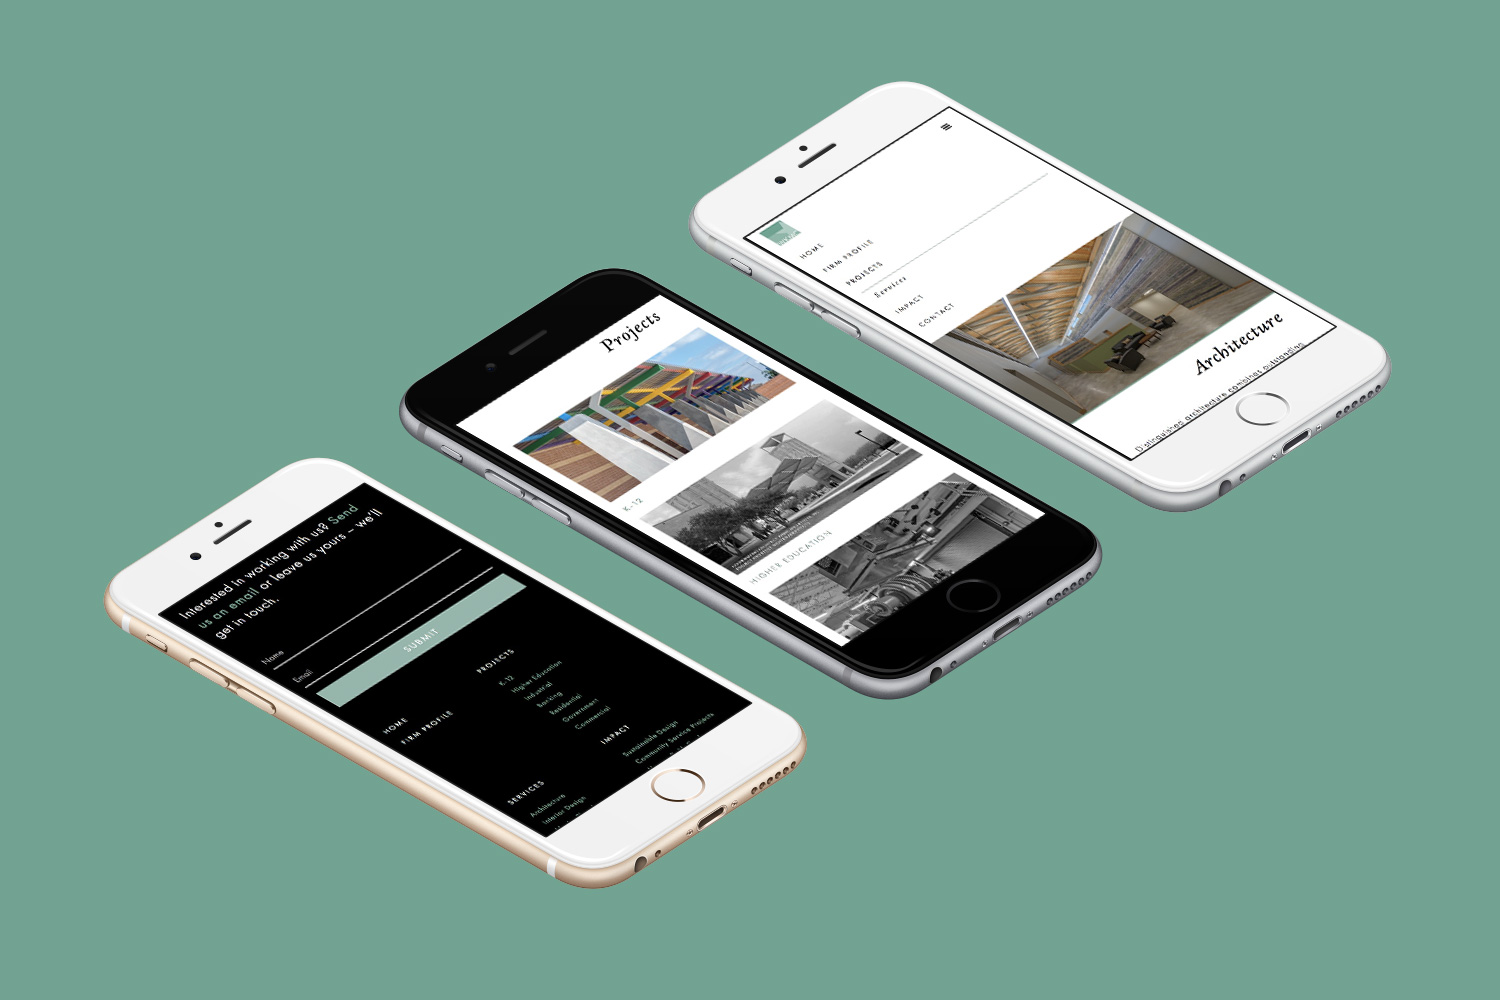 Interested in working with us? Send
us an email or leave us yours – we'll
get in touch.
Name
Email
SUBMIT
HOME
FIRM PROFILE
PROJECTS
K-12
Higher Education
Industrial
Banking
Residential
Government
Commercial
IMPACT
Sustainable Design
Community Service Projects
SERVICES
Architecture
Interior Design
Projects
K-12
HIGHER EDUCATION
HOME
FIRM PROFILE
PROJECTS
Services
IMPACT
CONTACT
Architecture
Distinguished architecture combines outstanding